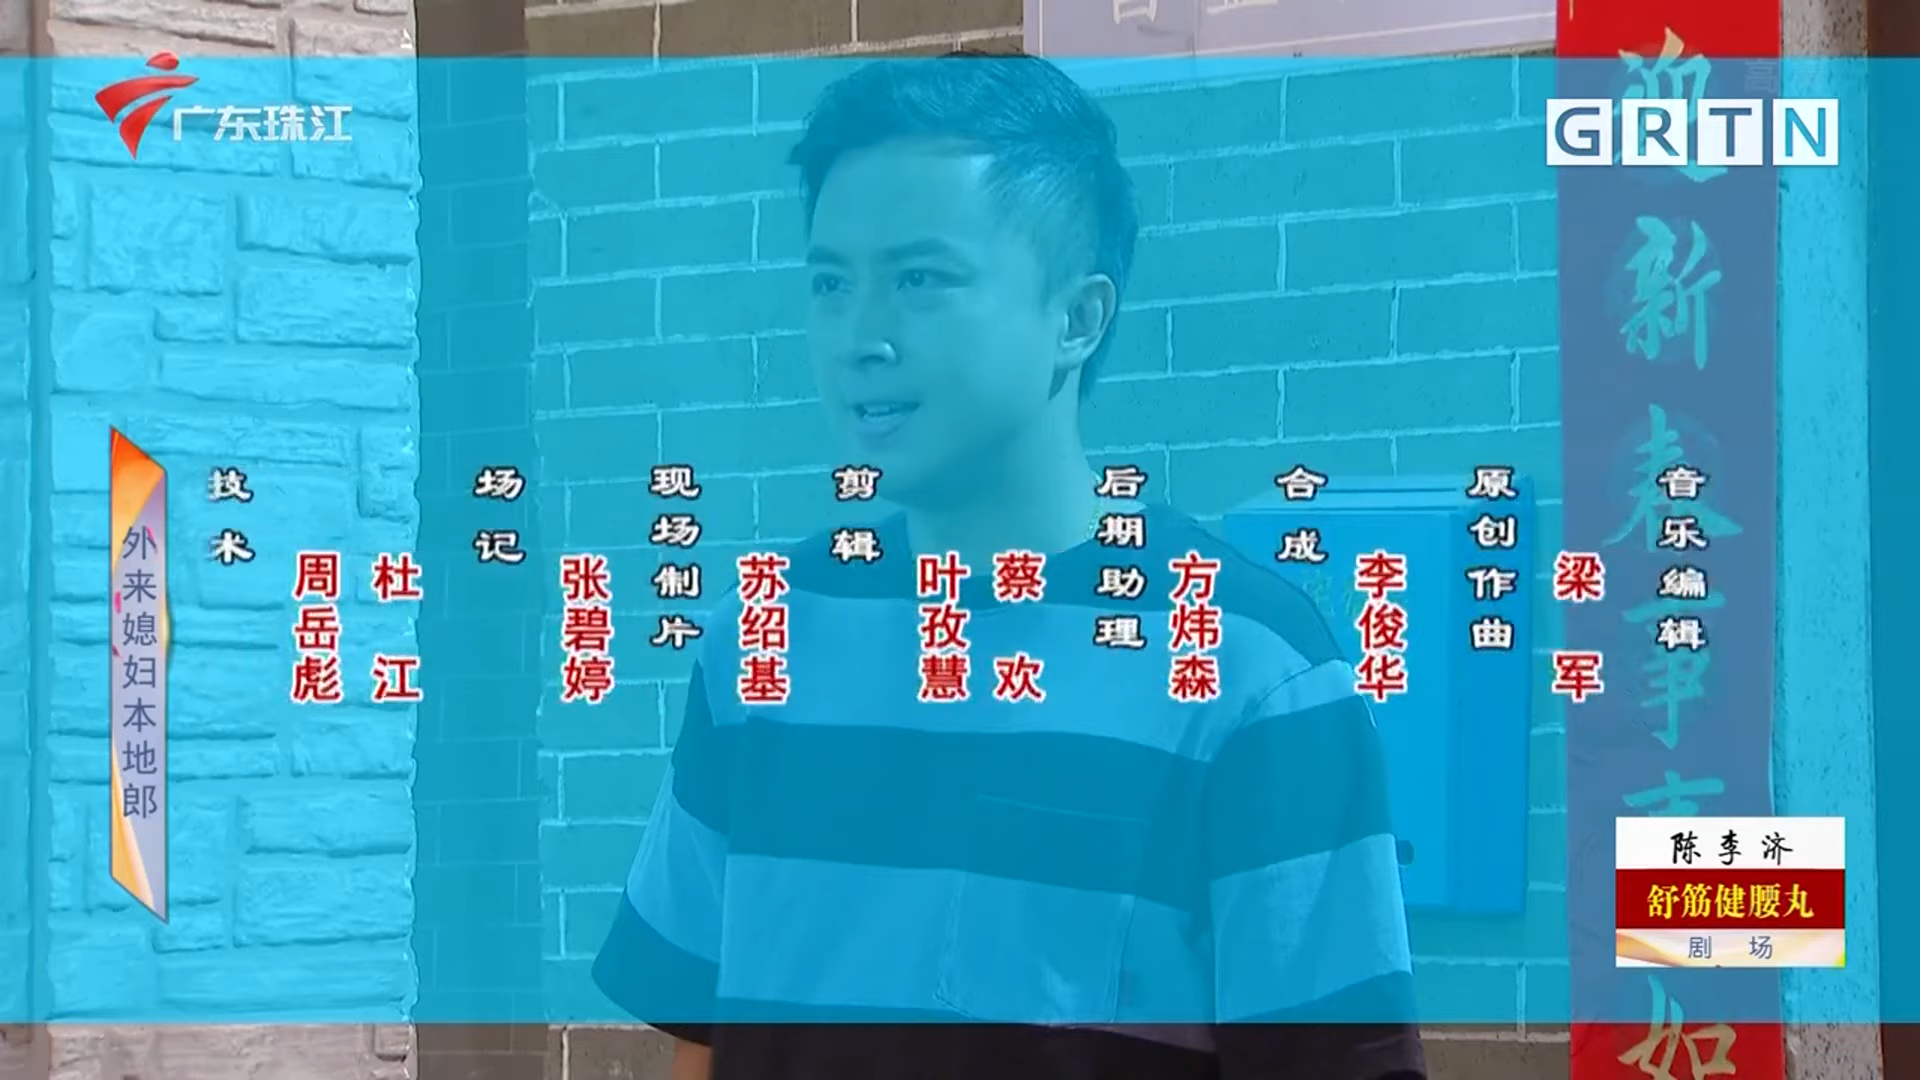 广东珠江
GRTN
外来媳妇本地郎
技术
周岳彪
杜江
场记
张碧婷
现场制片
苏绍基
剪辑
叶孜慧
蔡欢
后期助理
方炜森
合成
李俊华
原创作曲
梁军
音乐编辑
迎新春事事如
陈李济
舒筋健腰丸
剧场